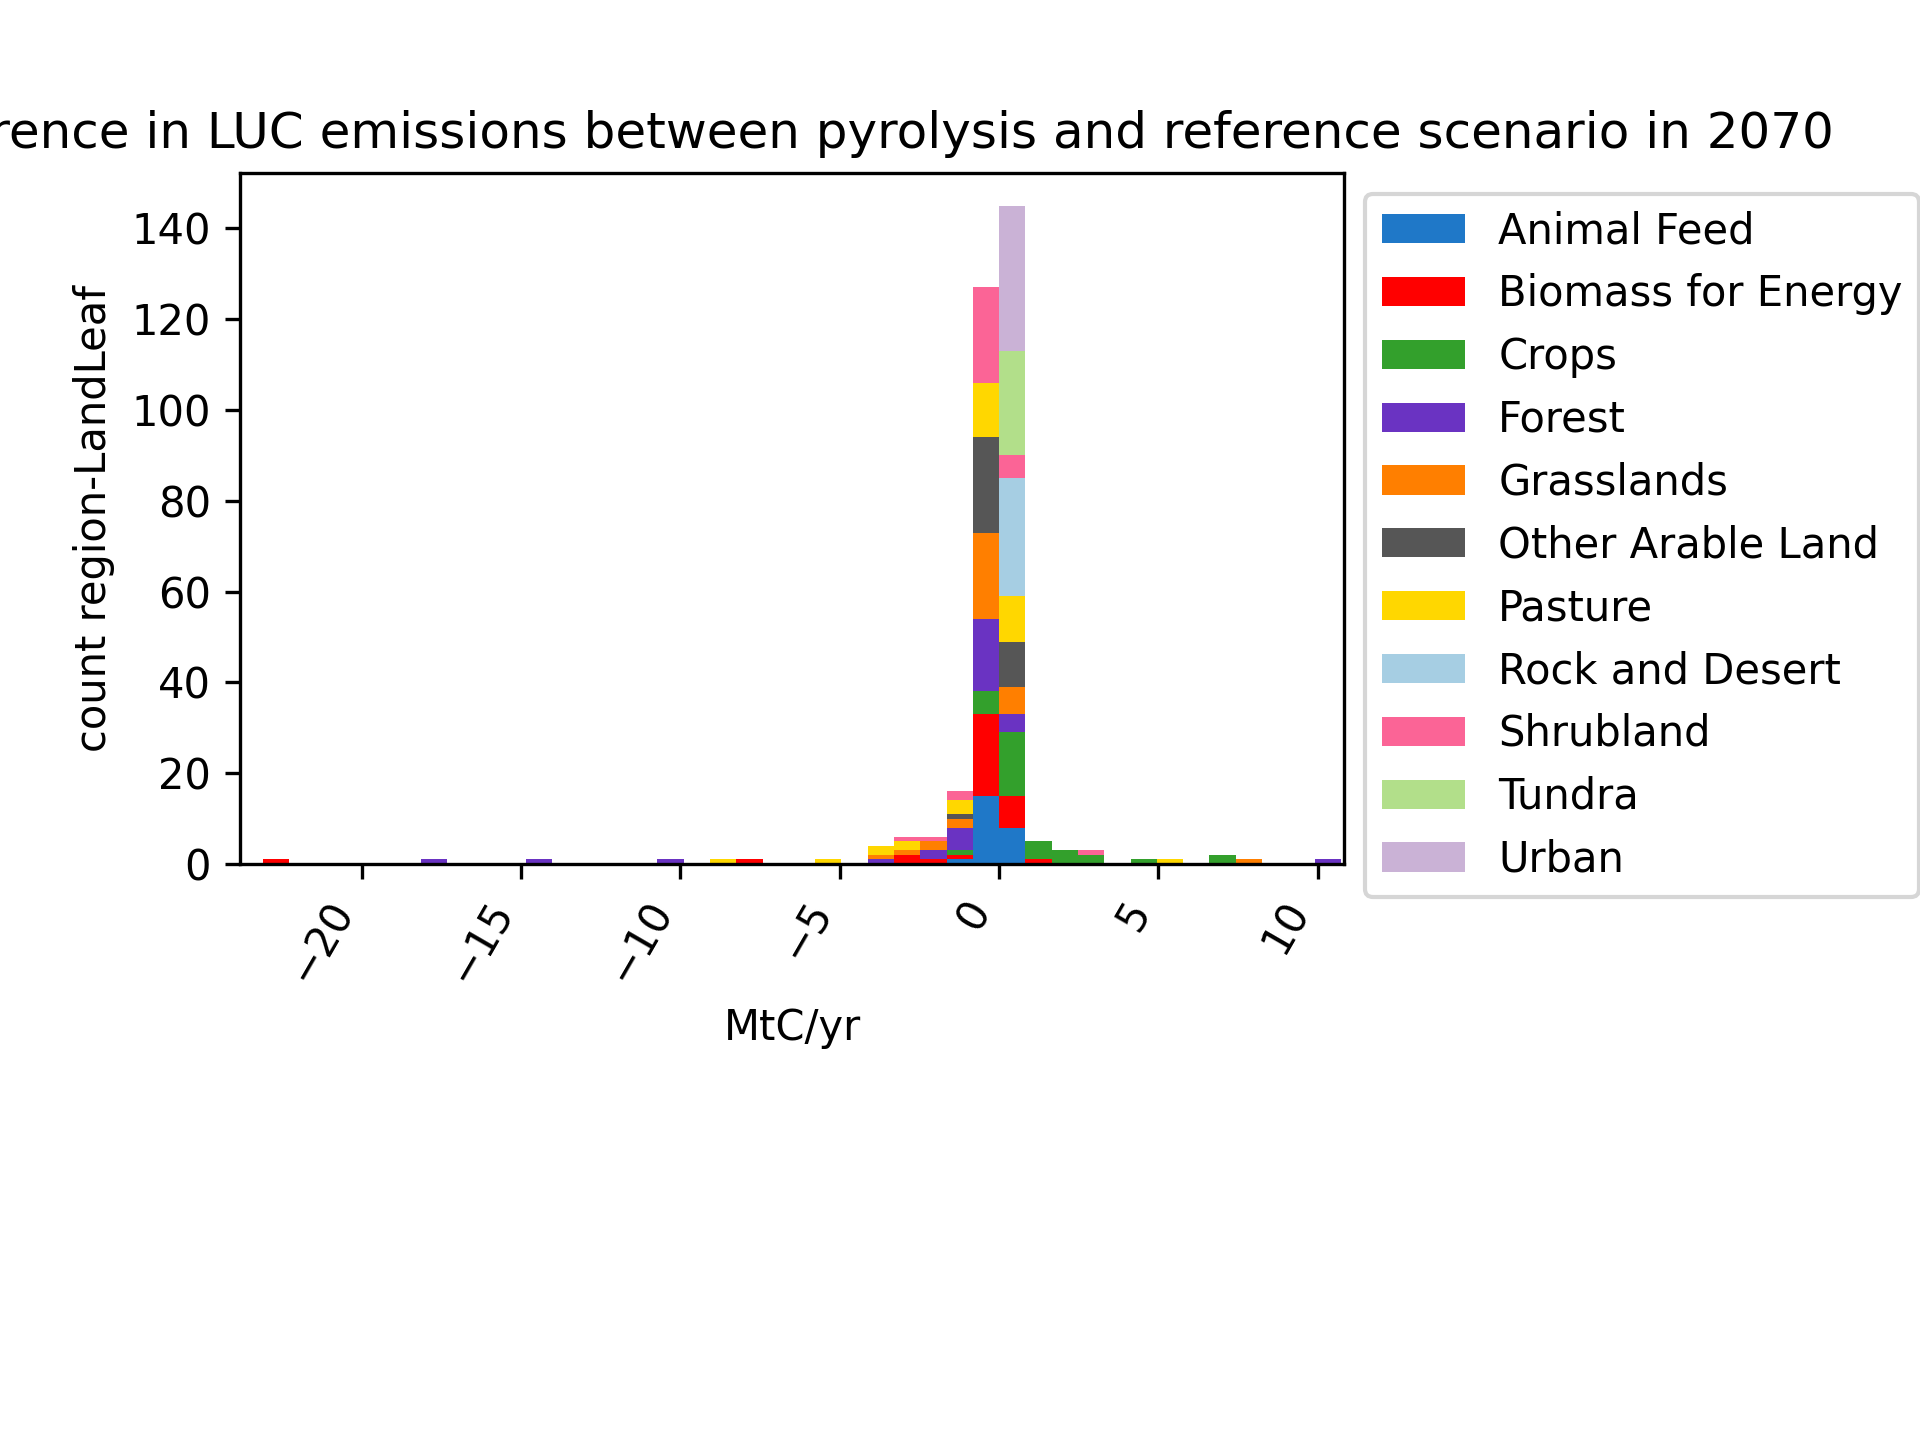 rence in LUC emissions between pyrolysis and reference scenario in 2070
count region-LandLeaf
140
120
100
80
60
40
20
0
−20
−15
−10
−5
0
5
10
MtC/yr
Animal Feed
Biomass for Energy
Crops
Forest
Grasslands
Other Arable Land
Pasture
Rock and Desert
Shrubland
Tundra
Urban